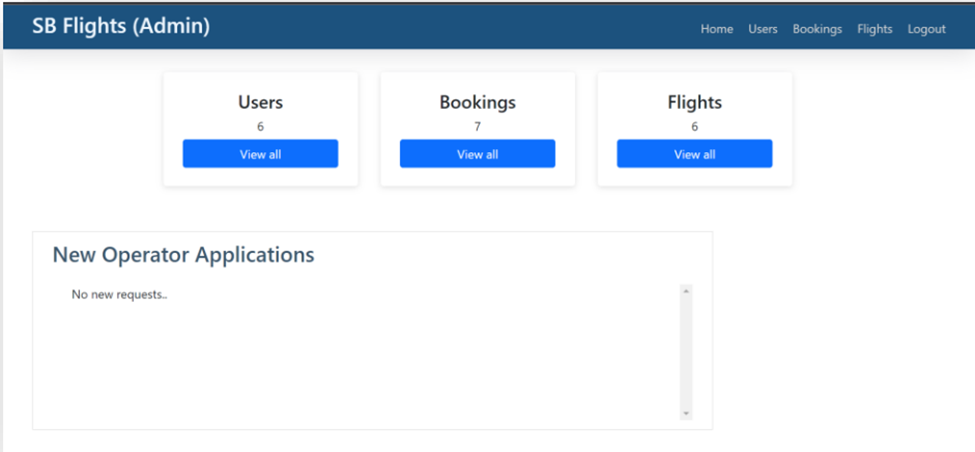 SB Flights (Admin)
Home Users Bookings Flights Logout
Users
6
View all
Bookings
7
View all
Flights
6
View all
New Operator Applications
No new requests..